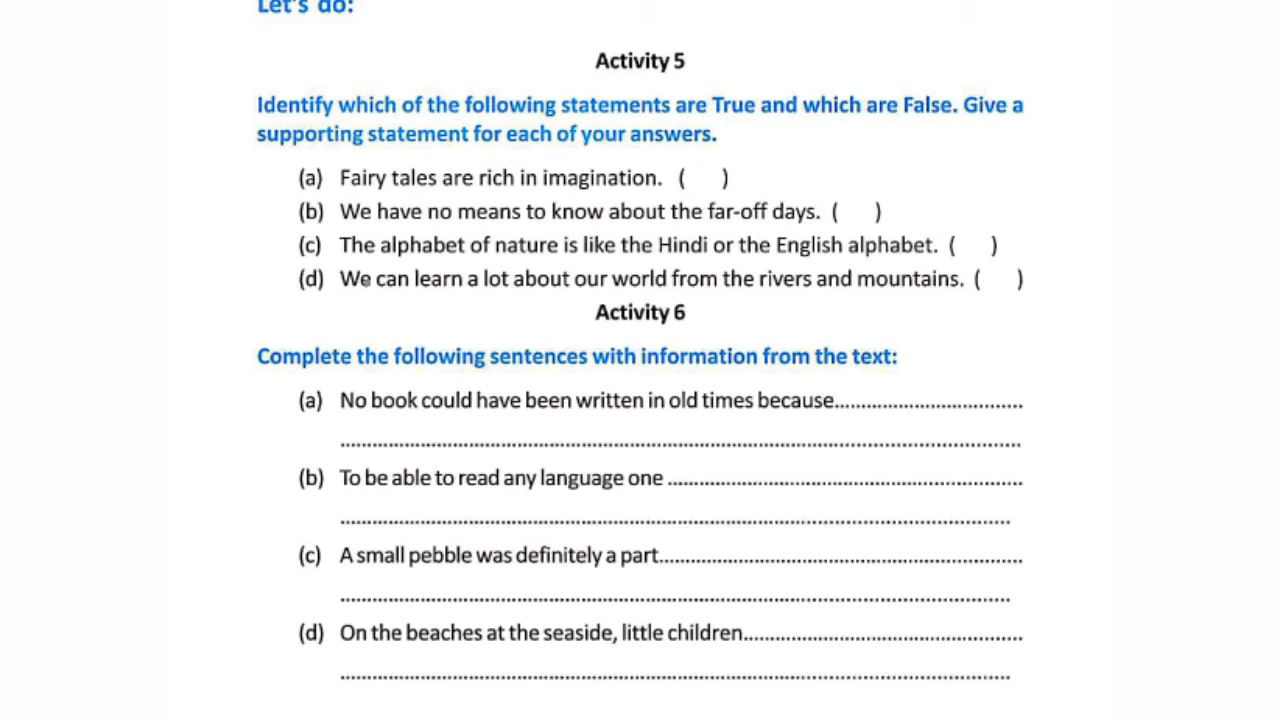 Let's do:
Activity 5
Identify which of the following statements are True and which are False. Give a
supporting statement for each of your answers.
(a) Fairy tales are rich in imagination. ( )
(b) We have no means to know about the far-off days. ( )
(c) The alphabet of nature is like the Hindi or the English alphabet. ( )
(d) We can learn a lot about our world from the rivers and mountains. ( )
Activity 6
Complete the following sentences with information from the text:
(a) No book could have been written in old times because....................................
................................................................................................................................
(b) To be able to read any language one ...................................................................
..............................................................................................................................
(c) A small pebble was definitely a part.....................................................................
..............................................................................................................................
(d) On the beaches at the seaside, little children.....................................................
..............................................................................................................................